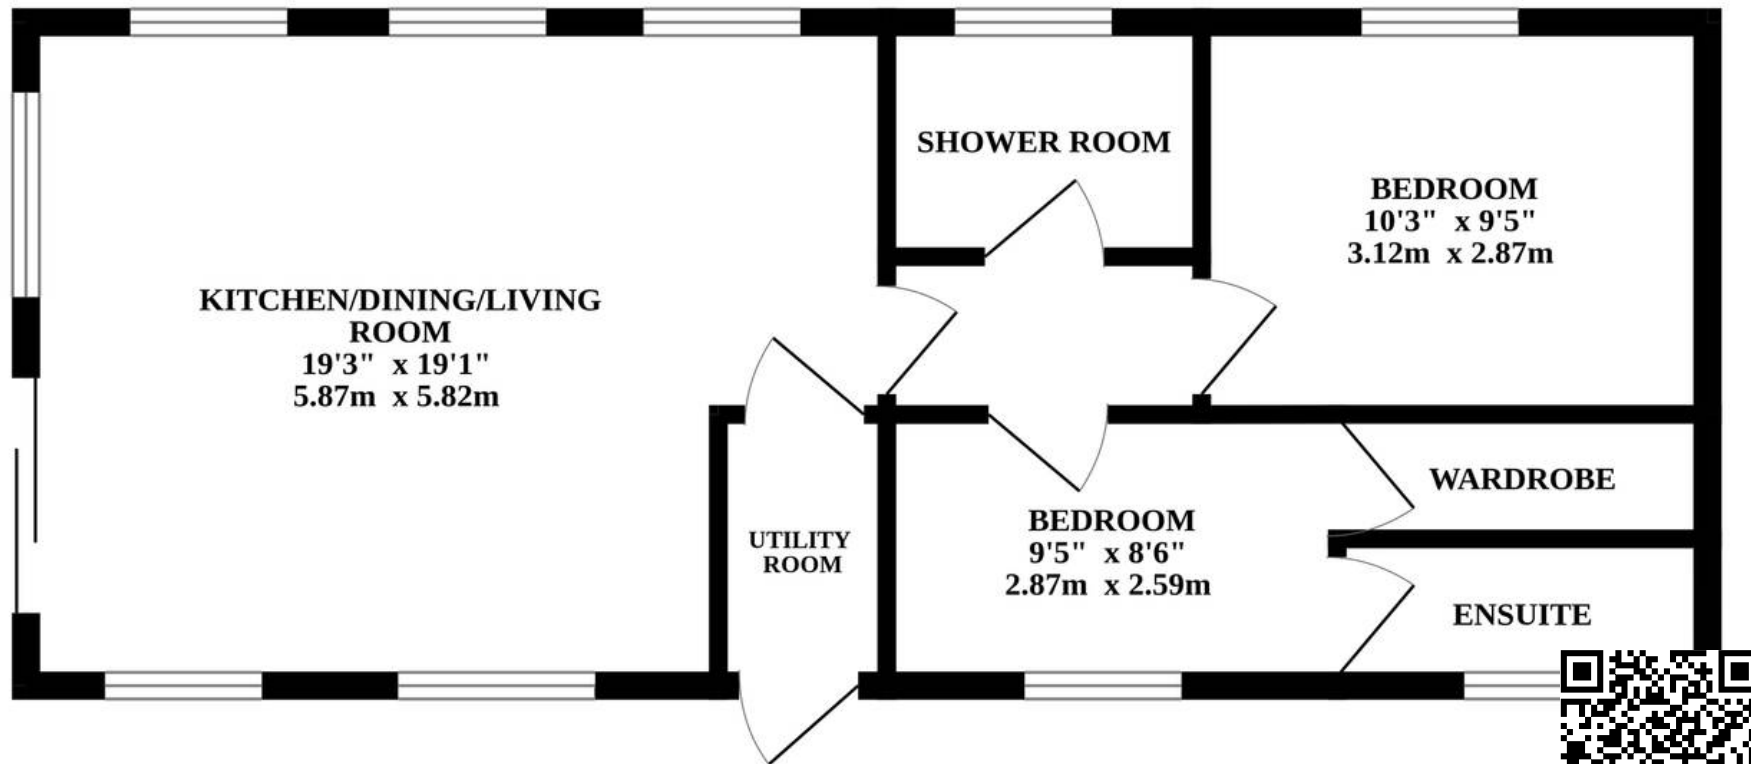 SHOWER ROOM
BEDROOM
10'3" x 9'5"
3.12m x 2.87m
KITCHEN/DINING/LIVING
ROOM
19'3" x 19'1"
5.87m x 5.82m
WARDROBE
BEDROOM
9'5" x 8'6"
2.87m x 2.59m
UTILITY
ROOM
ENSUITE